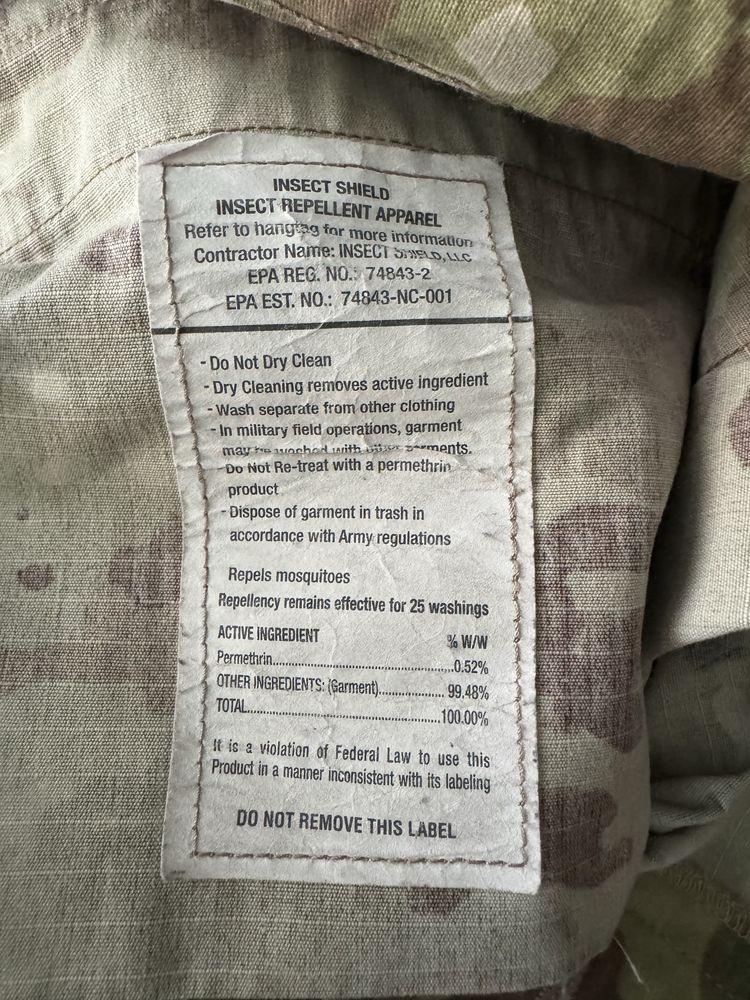 INSECT SHIELD
INSECT REPELLENT APPAREL
Refer to hangtag for more information
Contractor Name: INSECT SHIELD, LLC
EPA REG. NO.: 74843-2
EPA EST. NO.: 74843-NC-001
- Do Not Dry Clean
- Dry Cleaning removes active ingredient
- Wash separate from other clothing
- In military field operations, garment
may be washed with other garments.
- Do Not Re-treat with a permethrin
product
- Dispose of garment in trash in
accordance with Army regulations
Repels mosquitoes
Repellency remains effective for 25 washings
ACTIVE INGREDIENT % W/W
Permethrin..........................................0.52%
OTHER INGREDIENTS: (Garment)............... 99.48%
TOTAL.............................................100.00%
It is a violation of Federal Law to use this
Product in a manner inconsistent with its labeling
DO NOT REMOVE THIS LABEL